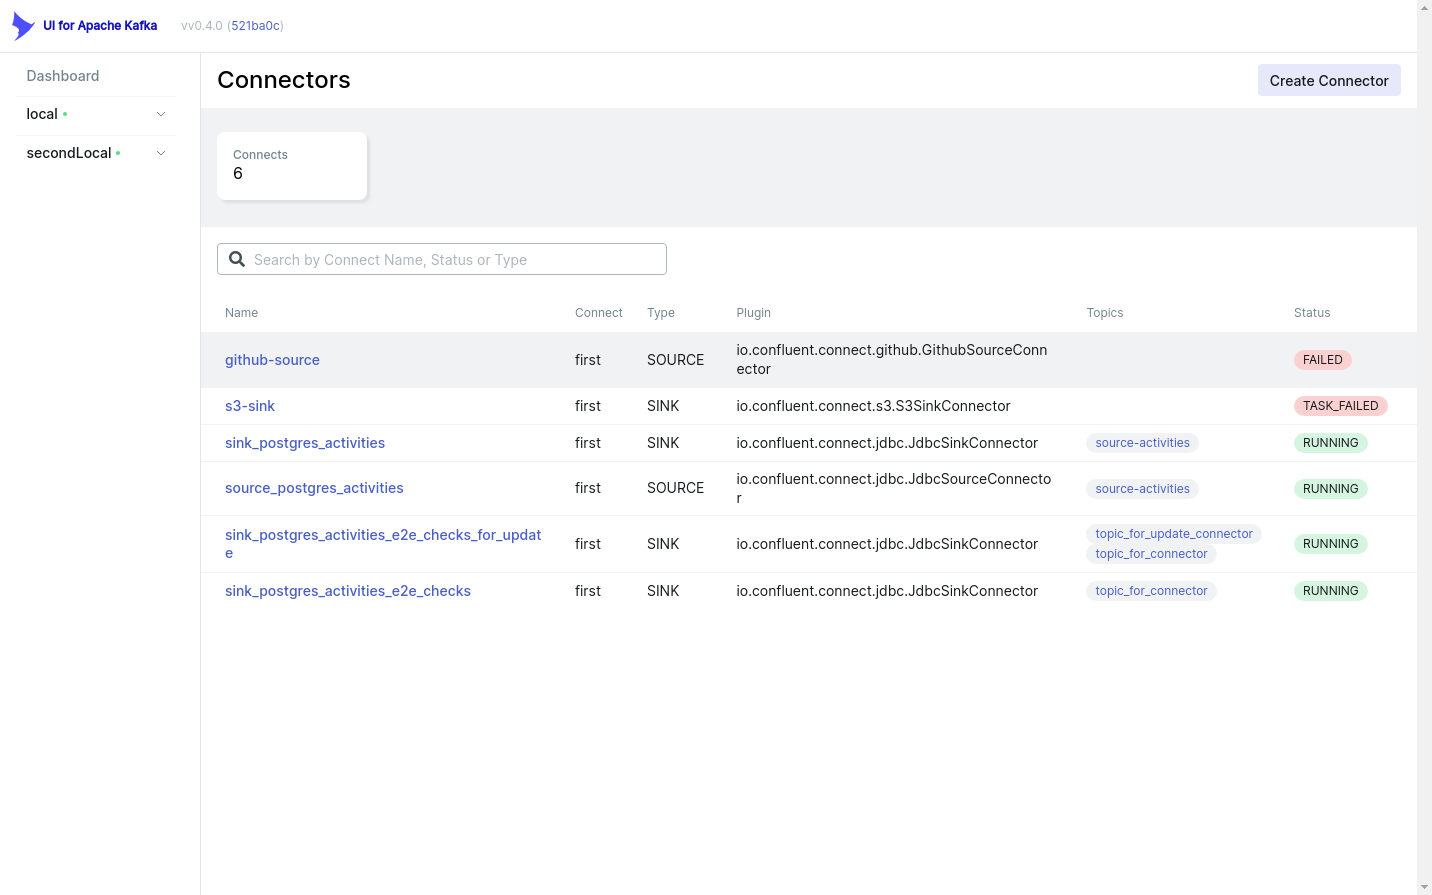 UI for Apache Kafka vv0.4.0 (521ba0c)
Dashboard
local
secondLocal
Connectors
Create Connector
Connects
6
Search by Connect Name, Status or Type
Name Connect Type Plugin Topics Status
github-source first SOURCE io.confluent.connect.github.GithubSourceConn
ector FAILED
s3-sink first SINK io.confluent.connect.s3.S3SinkConnector TASK_FAILED
sink_postgres_activities first SINK io.confluent.connect.jdbc.JdbcSinkConnector source-activities RUNNING
source_postgres_activities first SOURCE io.confluent.connect.jdbc.JdbcSourceConnecto
r source-activities RUNNING
sink_postgres_activities_e2e_checks_for_updat
e first SINK io.confluent.connect.jdbc.JdbcSinkConnector topic_for_update_connector
topic_for_connector RUNNING
sink_postgres_activities_e2e_checks first SINK io.confluent.connect.jdbc.JdbcSinkConnector topic_for_connector RUNNING